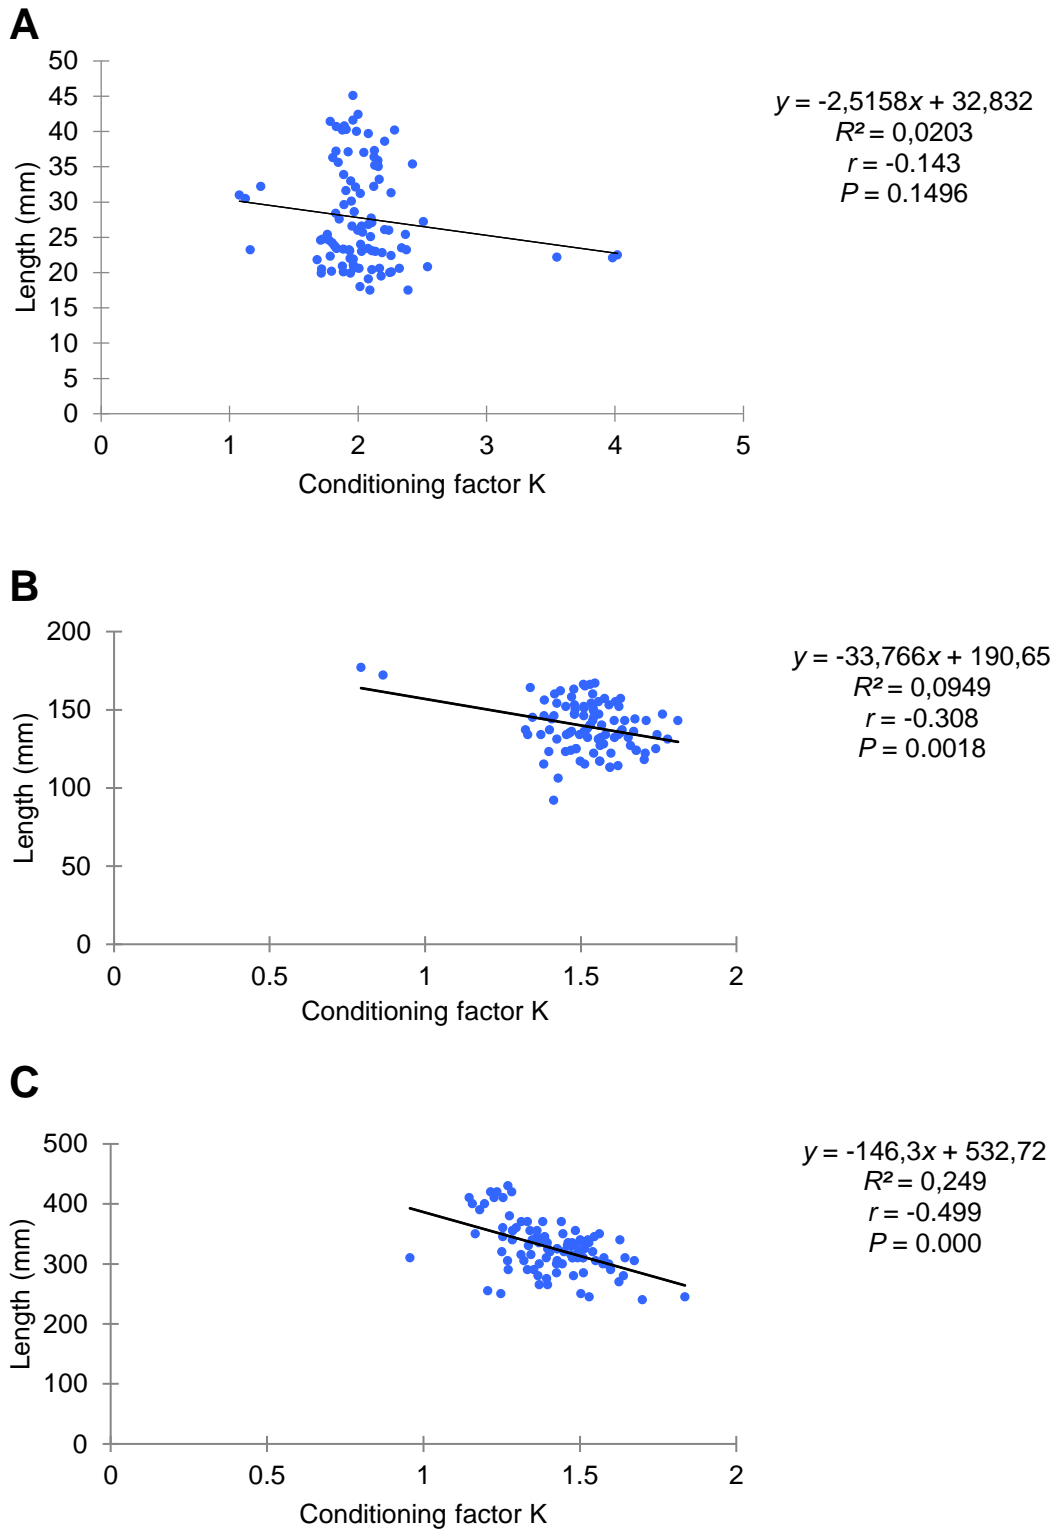 A
50
45
40
35
30
25
20
15
10
5
0
Length (mm)
0 1 2 3 4 5
Conditioning factor K
y = -2,5158x + 32,832
R² = 0,0203
r = -0.143
P = 0.1496
B
200
150
100
50
0
Length (mm)
0 0.5 1 1.5 2
Conditioning factor K
y = -33,766x + 190,65
R² = 0,0949
r = -0.308
P = 0.0018
C
500
400
300
200
100
0
Length (mm)
0 0.5 1 1.5 2
Conditioning factor K
y = -146,3x + 532,72
R² = 0,249
r = -0.499
P = 0.000